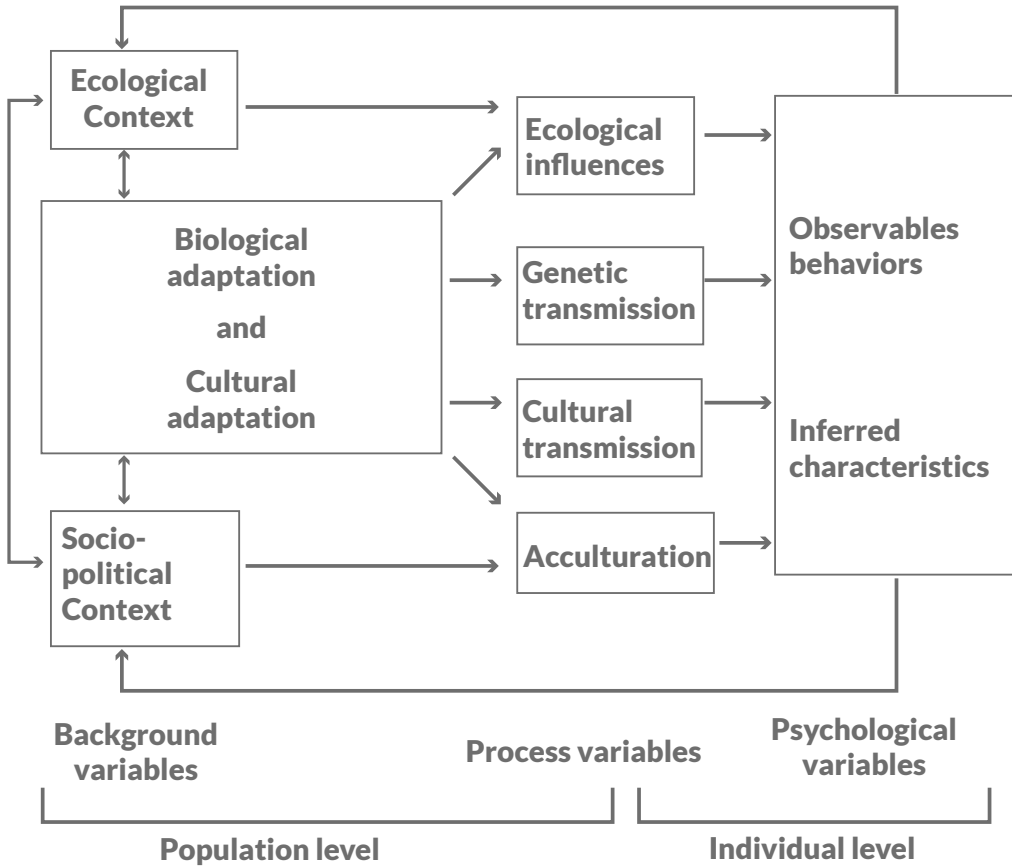 Ecological
Context
Ecological
influences
Biological
adaptation
and
Cultural
adaptation
Genetic
transmission
Cultural
transmission
Observables
behaviors
Inferred
characteristics
Socio-
political
Context
Acculturation
Background
variables
Process variables
Psychological
variables
Population level
Individual level